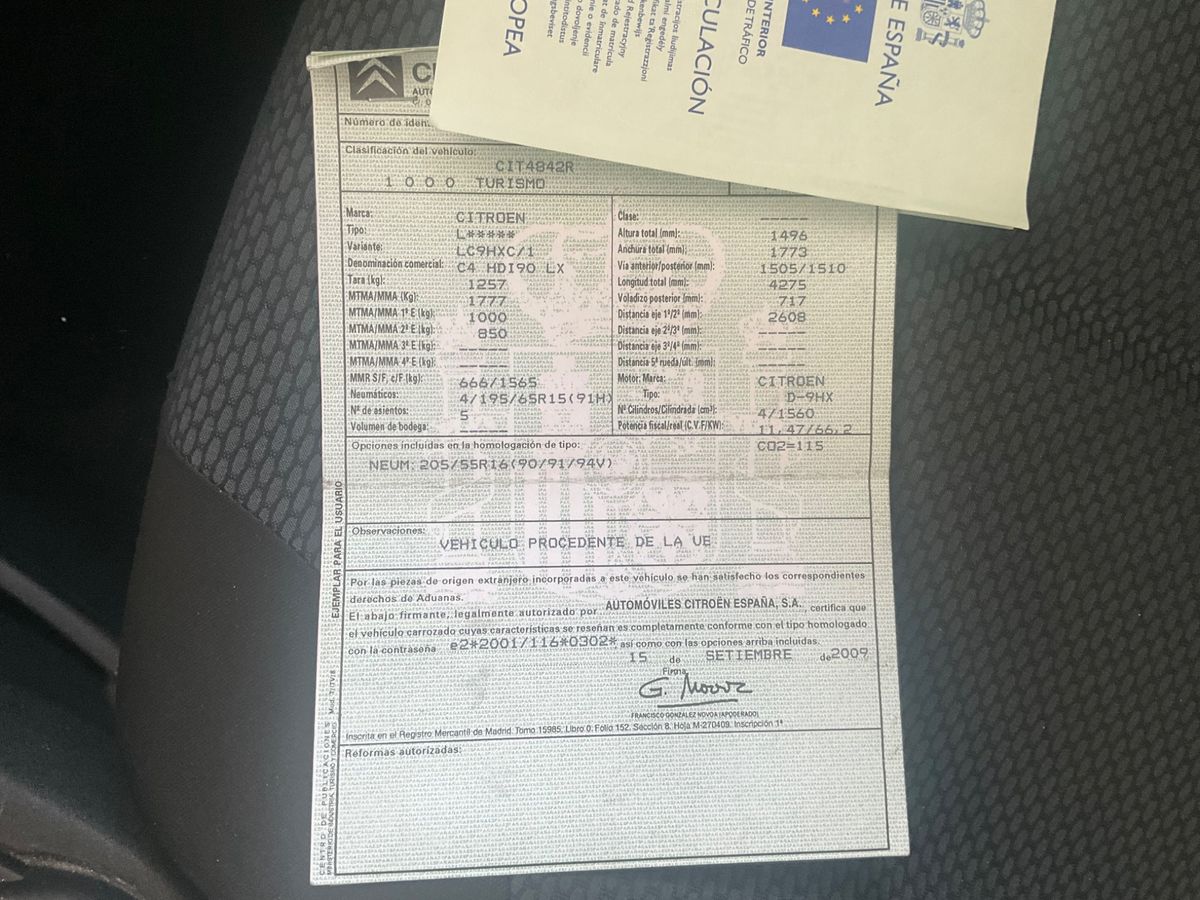 DE ESPAÑA
INTERIOR
DE TRÁFICO
CULACIÓN
OPEA
Número de iden
Clasificación del vehículo:
CIT4842R
1 0 0 0 TURISMO
Marca: CITROEN
Tipo: L*****
Variante: LC9HXC/1
Denominación comercial: C4 HDI90 LX
Tara (kg): 1257
MTMA/MMA (Kg): 1777
MTMA/MMA 1º E (kg): 1000
MTMA/MMA 2º E (kg): 850
MTMA/MMA 3º E (kg): -----
MTMA/MMA 4º E (kg): -----
MMR S/F, c/F (kg): 666/1565
Neumáticos: 4/195/65R15(91H)
Nº de asientos: 5
Volumen de bodega: -----
Clase: -----
Altura total (mm): 1496
Anchura total (mm): 1773
Vía anterior/posterior (mm): 1505/1510
Longitud total (mm): 4275
Voladizo posterior (mm): 717
Distancia eje 1º/2º (mm): 2608
Distancia eje 2º/3º (mm): -----
Distancia eje 3º/4º (mm): -----
Distancia 5ª rueda/últ. (mm): -----
Motor: Marca: CITROEN
Tipo: D-9HX
Nº Cilindros/Cilindrada (cm³): 4/1560
Potencia fiscal/real (C.V.F/KW): 11,47/66,2
Opciones incluidas en la homologación de tipo: CO2=115
NEUM: 205/55R16(90/91/94V)
Observaciones:
VEHICULO PROCEDENTE DE LA UE
Por las piezas de origen extranjero incorporadas a este vehículo se han satisfecho los correspondientes
derechos de Aduanas.
El abajo firmante, legalmente autorizado por AUTOMÓVILES CITROËN ESPAÑA, S.A., certifica que
el vehículo carrozado cuyas características se reseñan es completamente conforme con el tipo homologado
con la contraseña e2*2001/116*0302*, así como con las opciones arriba incluidas.
15 de SETIEMBRE de 2009
Firma,
FRANCISCO GONZALEZ NOVOA (APODERADO)
Inscrita en el Registro Mercantil de Madrid. Tomo 15985, Libro 0. Folio 152. Sección 8. Hoja M-270409. Inscripción 1ª
Reformas autorizadas:
EJEMPLAR PARA EL USUARIO
CENTRO DE PUBLICACIONES
MINISTERIO DE INDUSTRIA, TURISMO Y COMERCIO